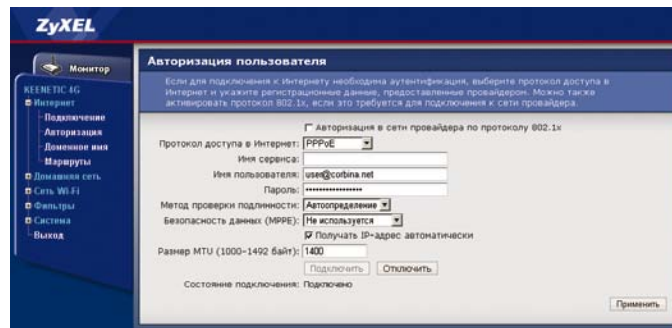 ZyXEL
Монитор
KEENETIC 4G
Интернет
Подключение
Авторизация
Доменное имя
Маршруты
Домашняя сеть
Сеть Wi-Fi
Фильтры
Система
Выход
Авторизация пользователя
Если для подключения к Интернету необходима аутентификация, выберите протокол доступа в
Интернет и укажите регистрационные данные, предоставленные провайдером. Можно также
активировать протокол 802.1x, если это требуется для подключения к сети провайдера.
Авторизация в сети провайдера по протоколу 802.1x
Протокол доступа в Интернет: PPPoE
Имя сервиса:
Имя пользователя: user@corbina.net
Пароль: ••••••••••••••••
Метод проверки подлинности: Автоопределение
Безопасность данных (MPPE): Не используется
Получать IP-адрес автоматически
Размер MTU (1000-1492 байт): 1400
Подключить Отключить
Состояние подключения: Подключено
Применить